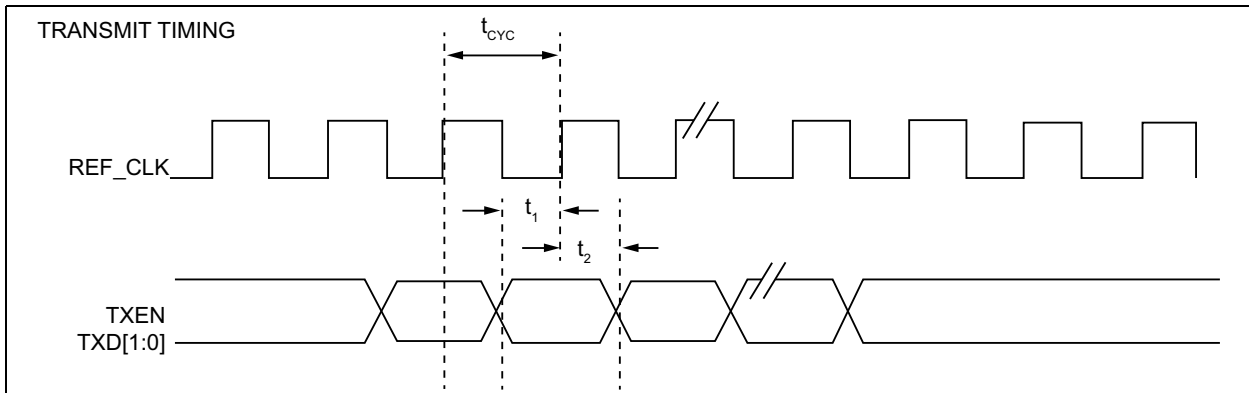 TRANSMIT TIMING
tCYC
REF_CLK
t1
t2
TXEN
TXD[1:0]